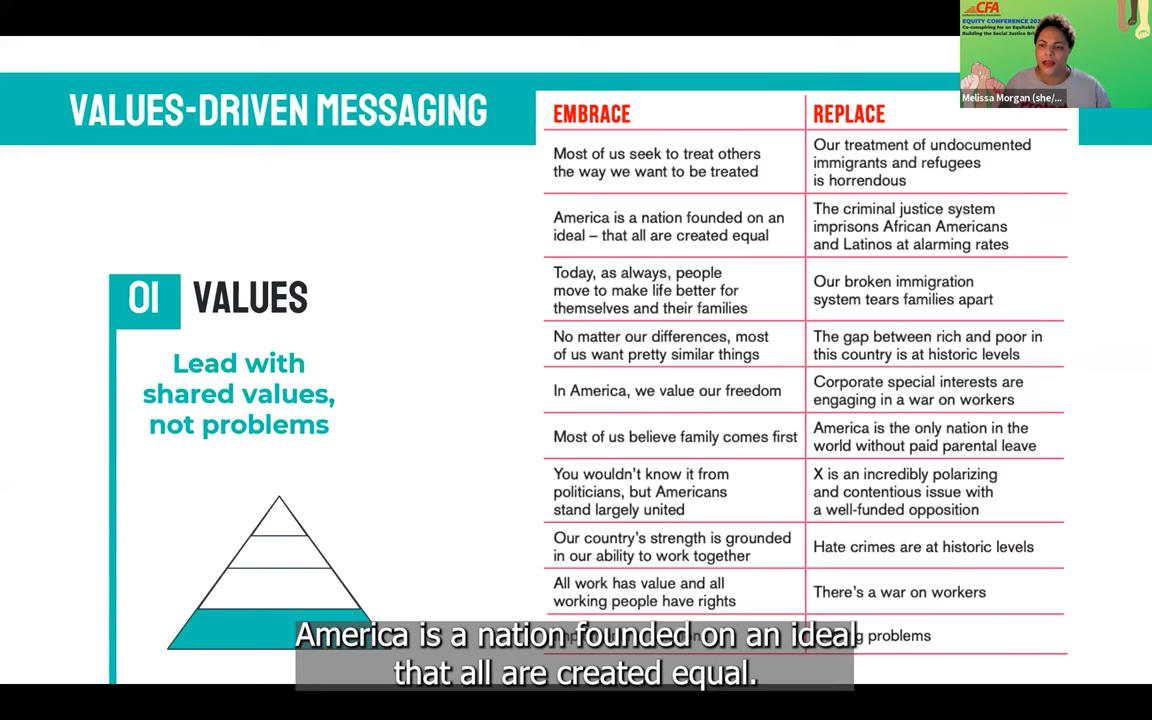 CFA
EQUITY CONFERENCE
Co-conspiring for an Equitable
Building the Social Justice
Melissa Morgan (she/...
VALUES-DRIVEN MESSAGING
01 VALUES
Lead with
shared values,
not problems
EMBRACE
REPLACE
Most of us seek to treat others
the way we want to be treated
Our treatment of undocumented
immigrants and refugees
is horrendous
America is a nation founded on an
ideal – that all are created equal
The criminal justice system
imprisons African Americans
and Latinos at alarming rates
Today, as always, people
move to make life better for
themselves and their families
Our broken immigration
system tears families apart
No matter our differences, most
of us want pretty similar things
The gap between rich and poor in
this country is at historic levels
In America, we value our freedom
Corporate special interests are
engaging in a war on workers
Most of us believe family comes first
America is the only nation in the
world without paid parental leave
You wouldn't know it from
politicians, but Americans
stand largely united
X is an incredibly polarizing
and contentious issue with
a well-funded opposition
Our country's strength is grounded
in our ability to work together
Hate crimes are at historic levels
All work has value and all
working people have rights
There's a war on workers
problems
America is a nation founded on an ideal
that all are created equal.